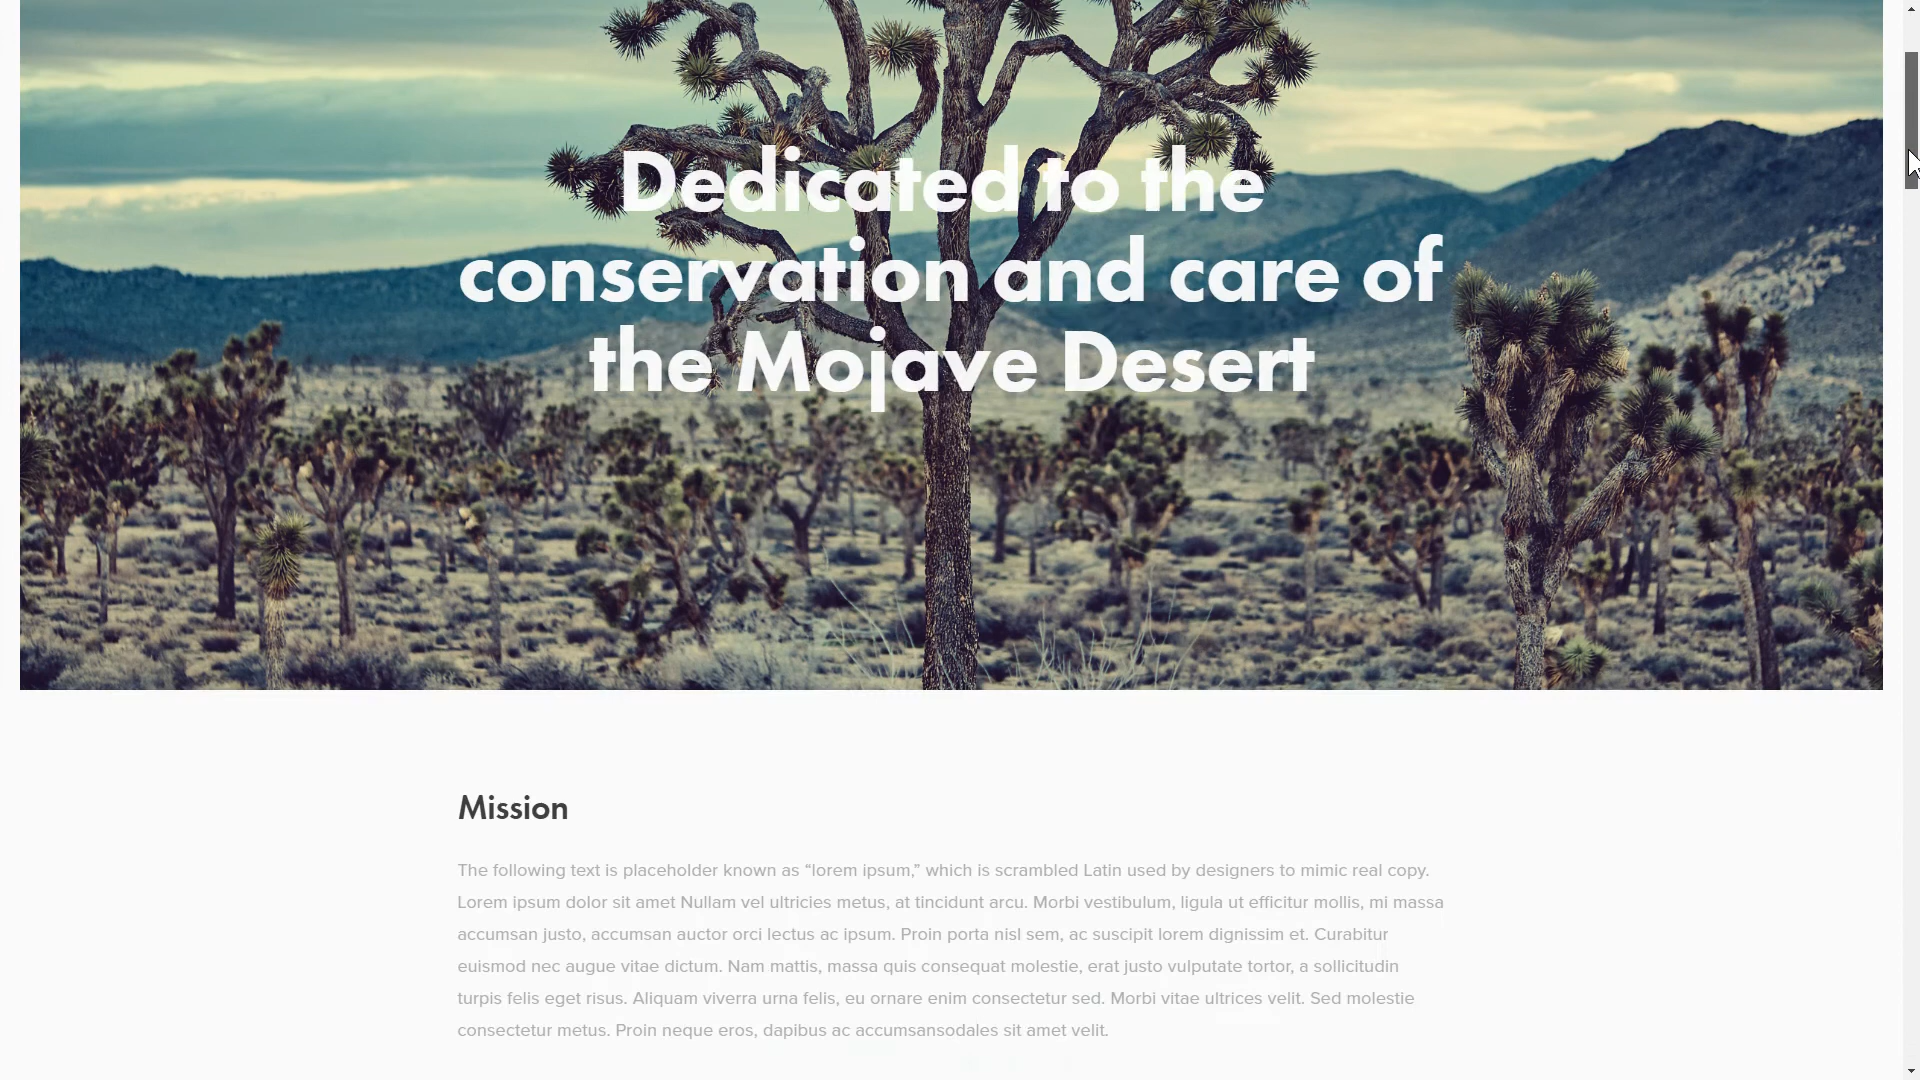 Dedicated to the
conservation and care of
the Mojave Desert
Mission
The following text is placeholder known as “lorem ipsum,” which is scrambled Latin used by designers to mimic real copy.
Lorem ipsum dolor sit amet Nullam vel ultricies metus, at tincidunt arcu. Morbi vestibulum, ligula ut efficitur mollis, mi massa
accumsan justo, accumsan auctor orci lectus ac ipsum. Proin porta nisl sem, ac suscipit lorem dignissim et. Curabitur
euismod nec augue vitae dictum. Nam mattis, massa quis consequat molestie, erat justo vulputate tortor, a sollicitudin
turpis felis eget risus. Aliquam viverra urna felis, eu ornare enim consectetur sed. Morbi vitae ultrices velit. Sed molestie
consectetur metus. Proin neque eros, dapibus ac accumsansodales sit amet velit.